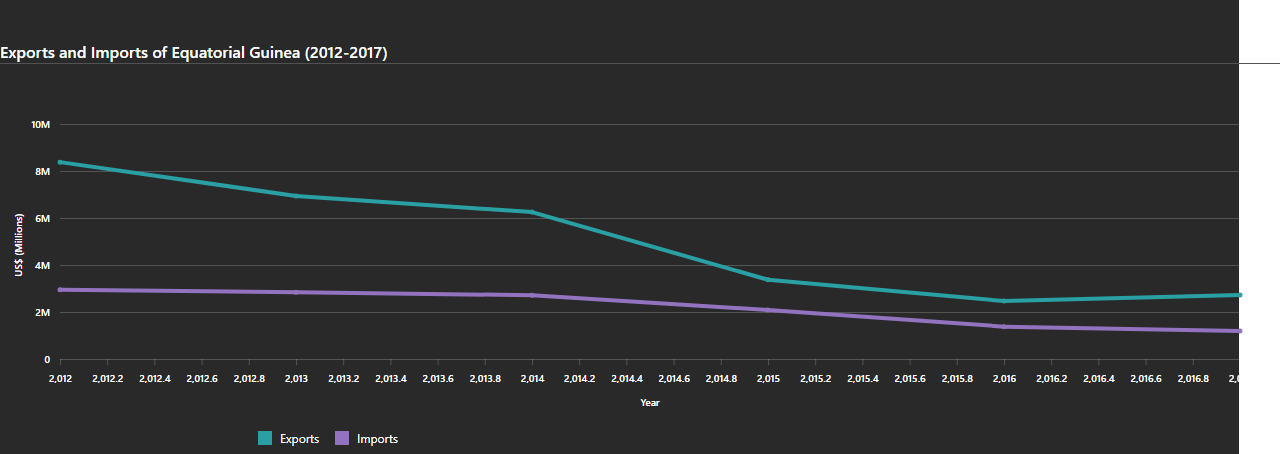 Exports and Imports of Equatorial Guinea (2012-2017)
10M
8M
6M
4M
2M
0
US$ (Millions)
2,012 2,012.2 2,012.4 2,012.6 2,012.8 2,013 2,013.2 2,013.4 2,013.6 2,013.8 2,014 2,014.2 2,014.4 2,014.6 2,014.8 2,015 2,015.2 2,015.4 2,015.6 2,015.8 2,016 2,016.2 2,016.4 2,016.6 2,016.8
Year
Exports Imports